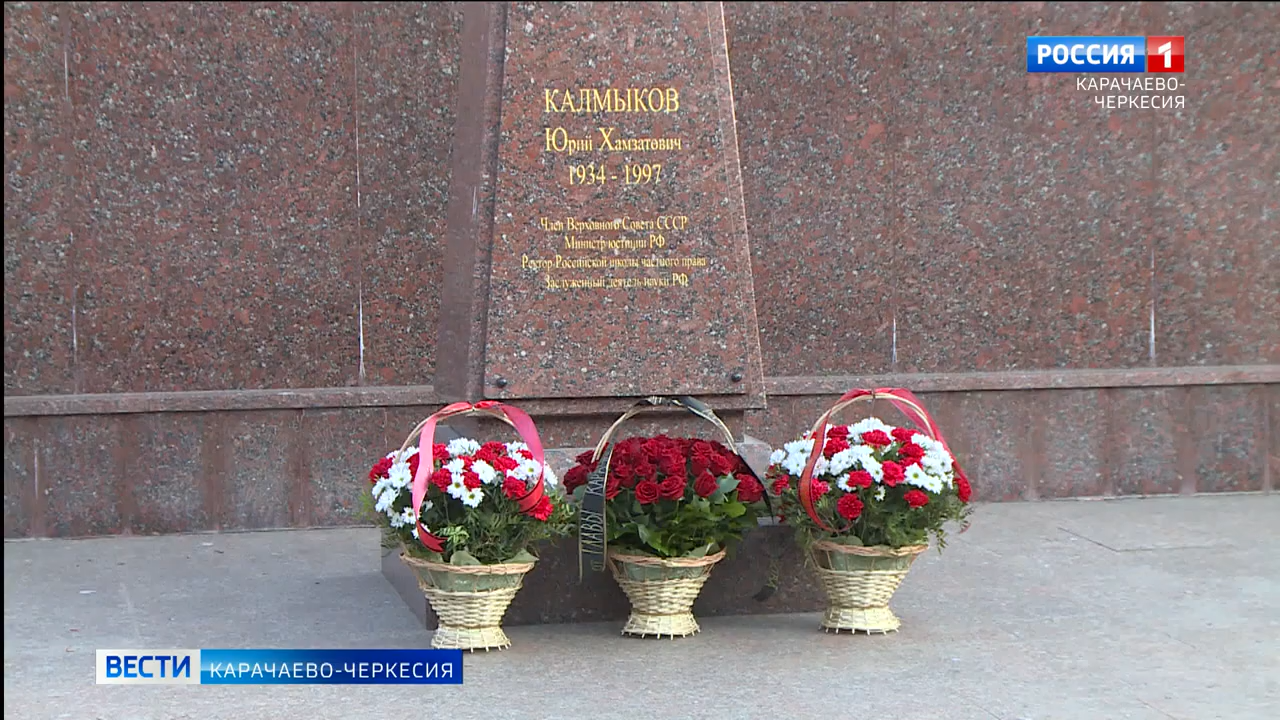 РОССИЯ 1
КАРАЧАЕВО-
ЧЕРКЕСИЯ
КАЛМЫКОВ
Юрий Хамзатович
1934 - 1997
Член Верховного Совета СССР
Министр юстиции РФ
Ректор Российской школы частного права
Заслуженный деятель науки РФ
ГЛАВЫ
ВЕСТИ КАРАЧАЕВО-ЧЕРКЕСИЯ